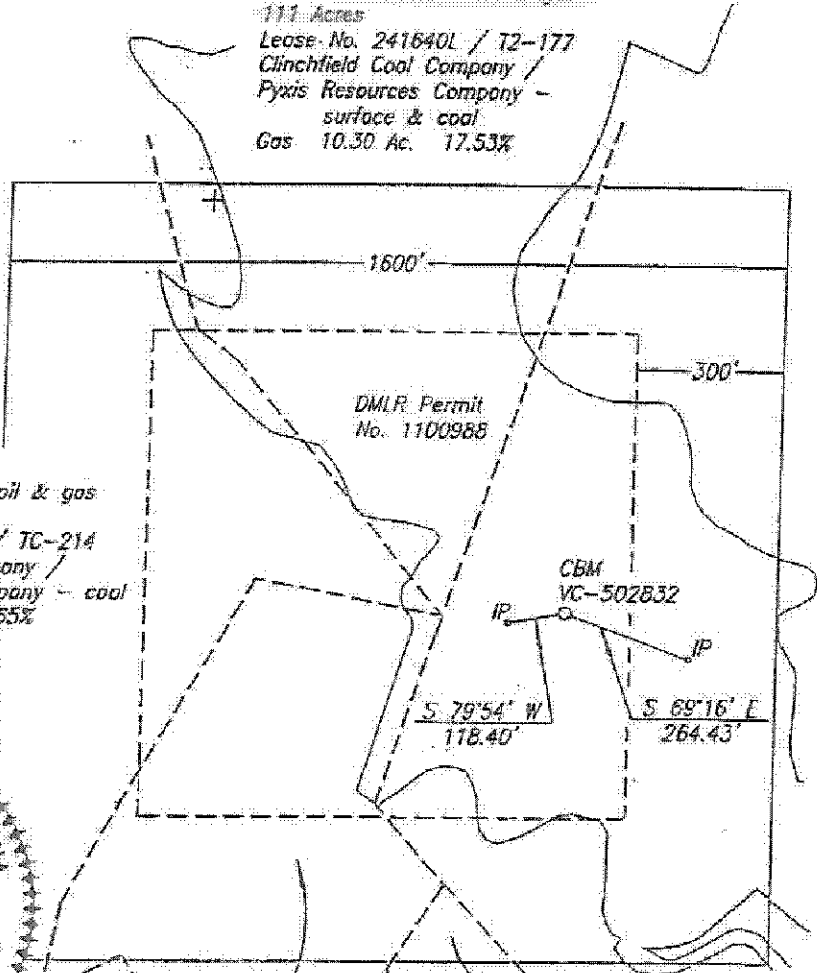 111 Acres
Lease No. 241640L / T2-177
Clinchfield Coal Company /
Pyxis Resources Company -
surface & coal
Gas 10.30 Ac. 17.53%
1600'
300'
DMLR Permit
No. 1100988
oil & gas
/ TC-214
pany /
pany - coal
65%
CBM
VC-502832
IP
IP
S 79°54' W
118.40'
S 69°16' E
264.43'